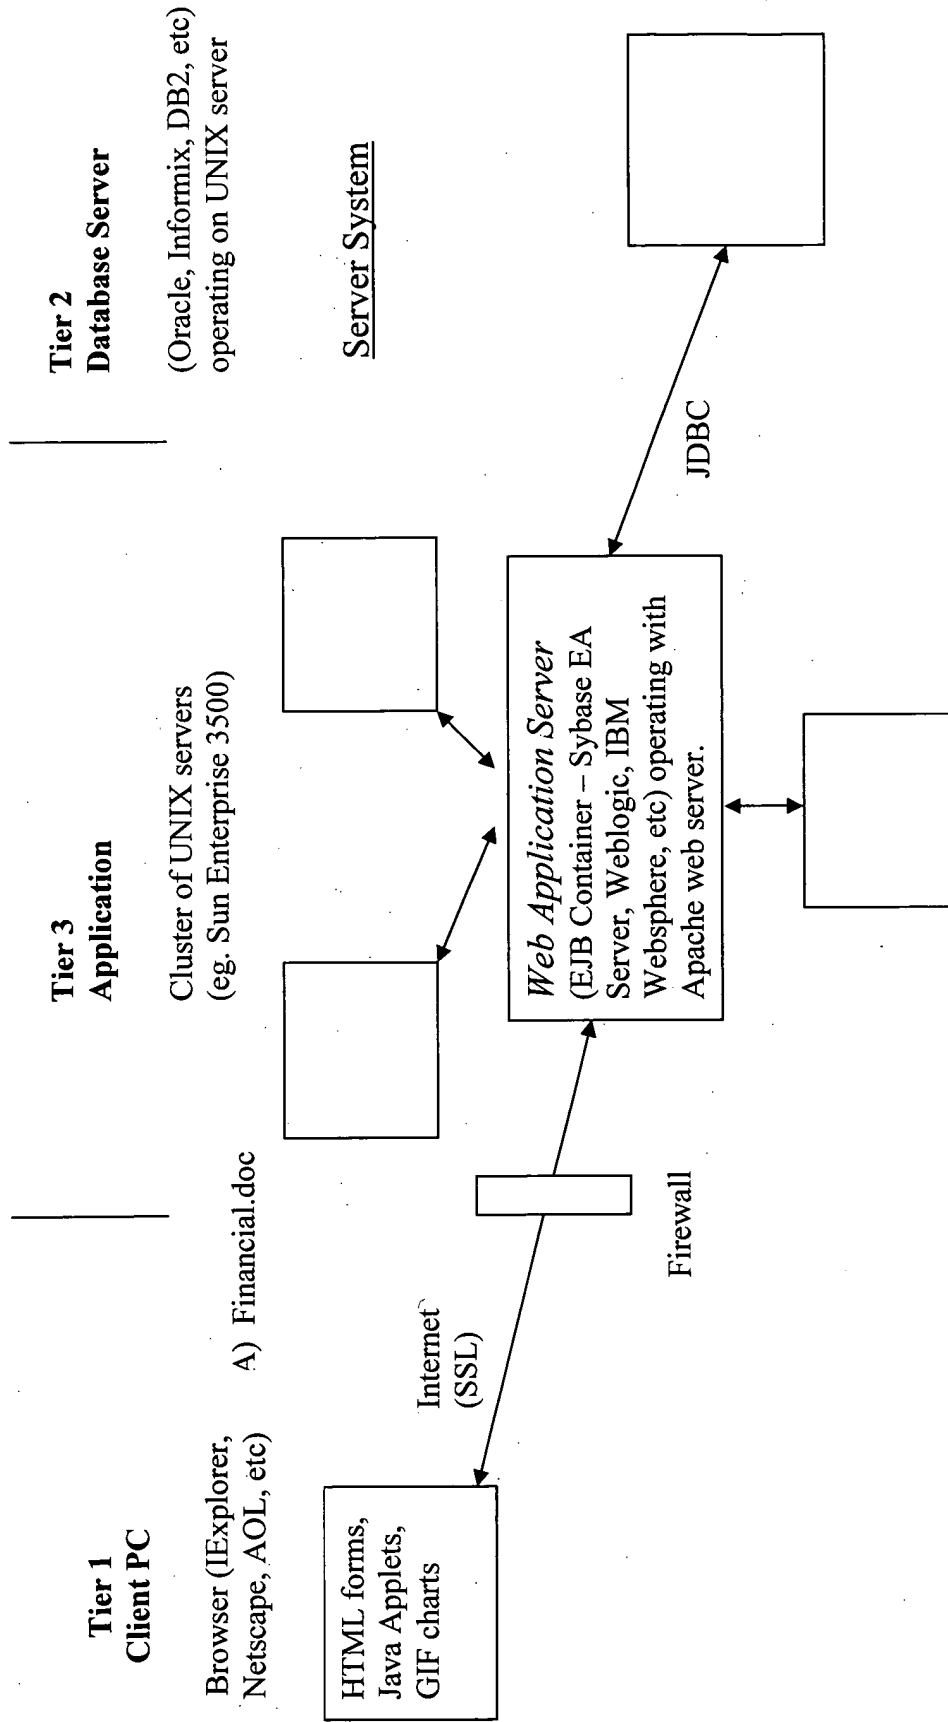 Tier 1
Client PC
Browser (IExplorer,
Netscape, AOL, etc)
HTML forms,
Java Applets,
GIF charts
A) Financial.doc
Internet
(SSL)
Firewall
Tier 3
Application
Cluster of UNIX servers
(eg. Sun Enterprise 3500)
Web Application Server
(EJB Container – Sybase EA
Server, Weblogic, IBM
Websphere, etc) operating with
Apache web server.
JDBC
Tier 2
Database Server
(Oracle, Informix, DB2, etc)
operating on UNIX server
Server System